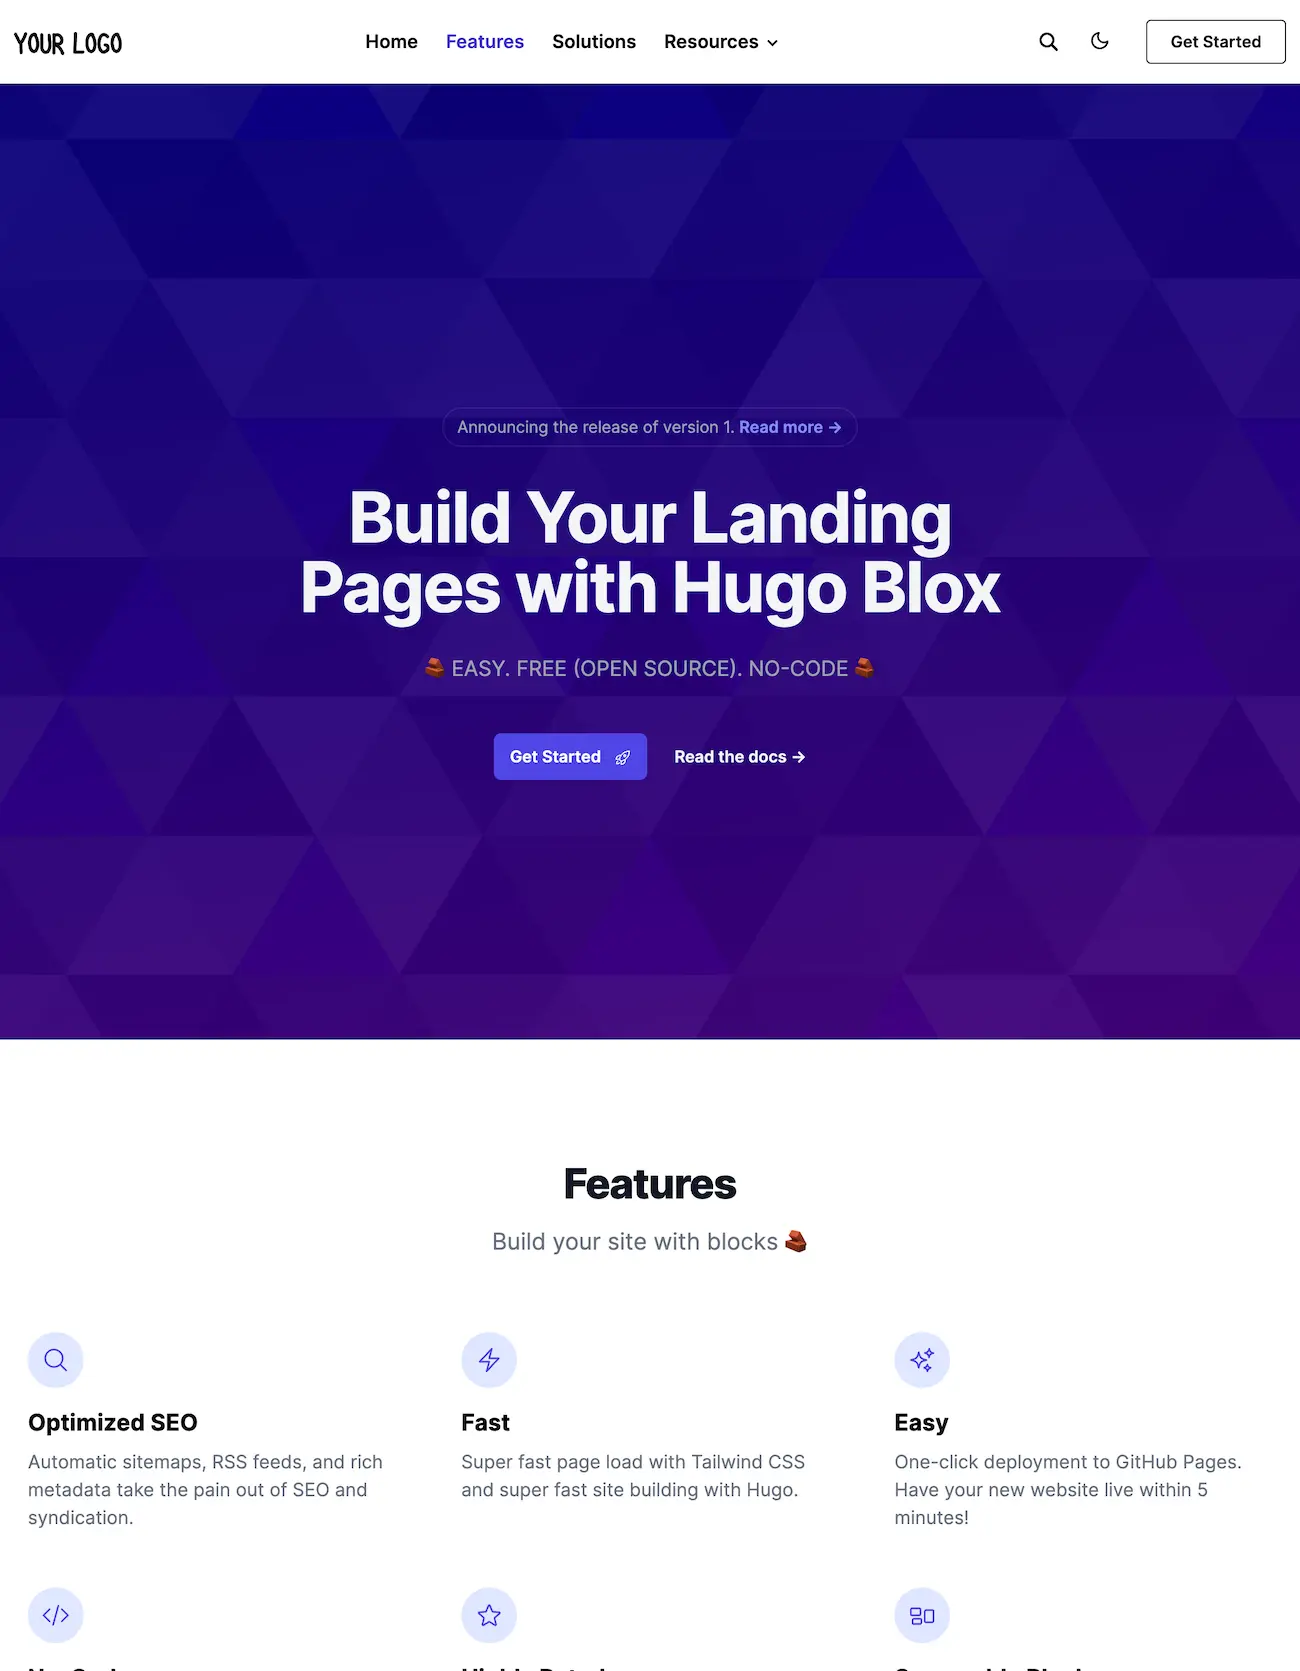 YOUR LOGO
Home Features Solutions Resources
Get Started
Announcing the release of version 1. Read more →
Build Your Landing
Pages with Hugo Blox
EASY. FREE (OPEN SOURCE). NO-CODE
Get Started
Read the docs →
Features
Build your site with blocks
Optimized SEO
Automatic sitemaps, RSS feeds, and rich
metadata take the pain out of SEO and
syndication.
Fast
Super fast page load with Tailwind CSS
and super fast site building with Hugo.
Easy
One-click deployment to GitHub Pages.
Have your new website live within 5
minutes!